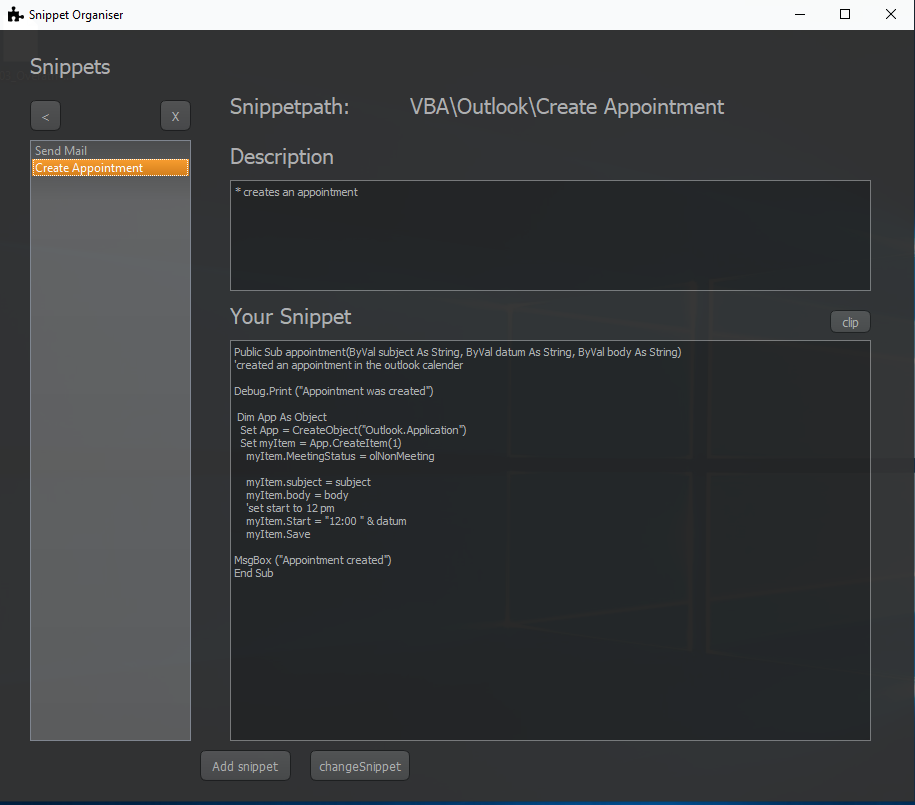 Snippet Organiser
Snippets
<
X
Snippetpath:
VBA\Outlook\Create Appointment
Send Mail
Create Appointment
Description
* creates an appointment
Your Snippet
clip
Public Sub appointment(ByVal subject As String, ByVal datum As String, ByVal body As String)
'created an appointment in the outlook calender
Debug.Print ("Appointment was created")
Dim App As Object
Set App = CreateObject("Outlook.Application")
Set myItem = App.CreateItem(1)
myItem.MeetingStatus = olNonMeeting
myItem.subject = subject
myItem.body = body
'set start to 12 pm
myItem.Start = "12:00 " & datum
myItem.Save
MsgBox ("Appointment created")
End Sub
Add snippet
changeSnippet